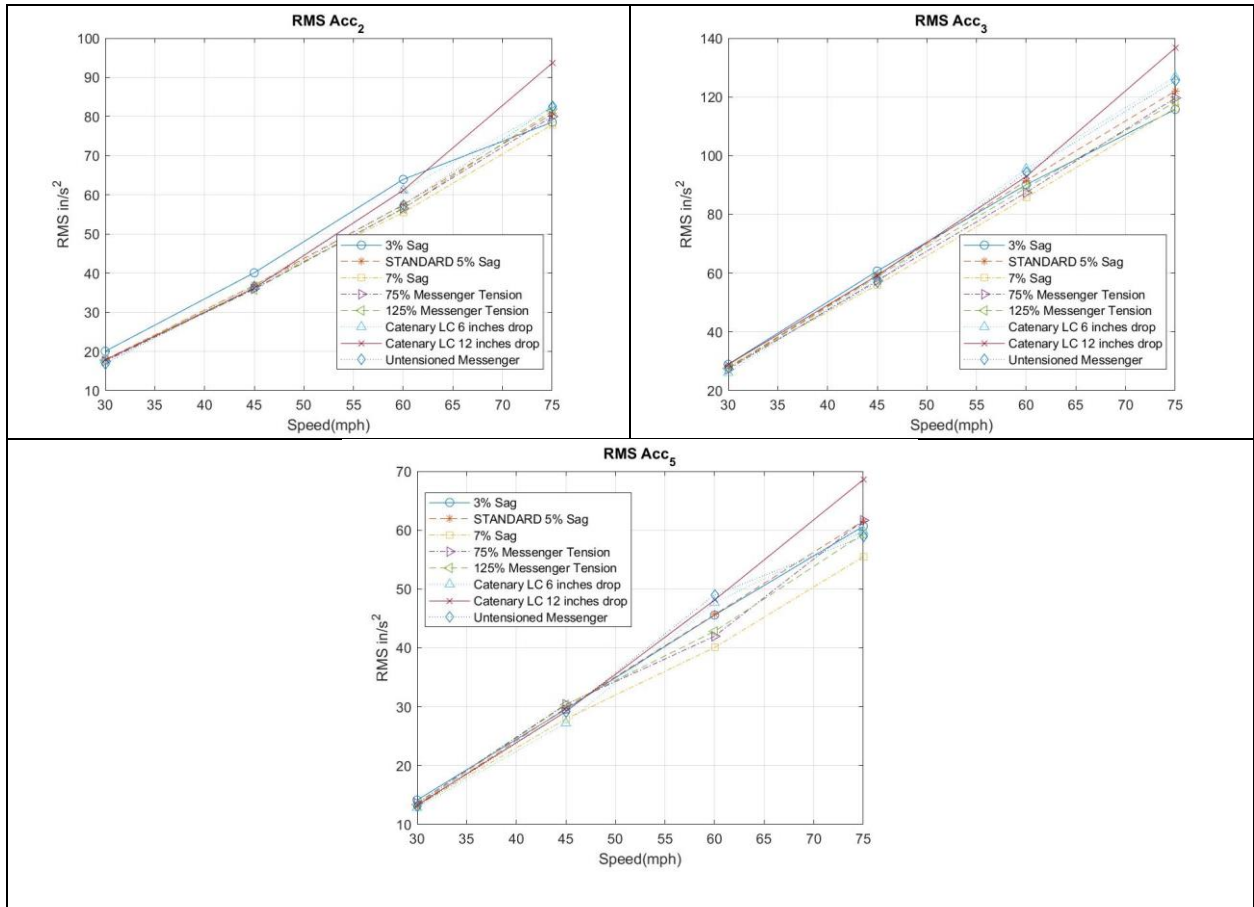 RMS Acc2
100
90
80
70
60
50
40
30
20
10
RMS in/s2
3% Sag
STANDARD 5% Sag
7% Sag
75% Messenger Tension
125% Messenger Tension
Catenary LC 6 inches drop
Catenary LC 12 inches drop
Untensioned Messenger
30 35 40 45 50 55 60 65 70 75
Speed(mph)
RMS Acc3
140
120
100
80
60
40
20
RMS in/s2
3% Sag
STANDARD 5% Sag
7% Sag
75% Messenger Tension
125% Messenger Tension
Catenary LC 6 inches drop
Catenary LC 12 inches drop
Untensioned Messenger
30 35 40 45 50 55 60 65 70 75
Speed(mph)
RMS Acc5
70
60
50
40
30
20
10
RMS in/s2
3% Sag
STANDARD 5% Sag
7% Sag
75% Messenger Tension
125% Messenger Tension
Catenary LC 6 inches drop
Catenary LC 12 inches drop
Untensioned Messenger
30 35 40 45 50 55 60 65 70 75
Speed(mph)